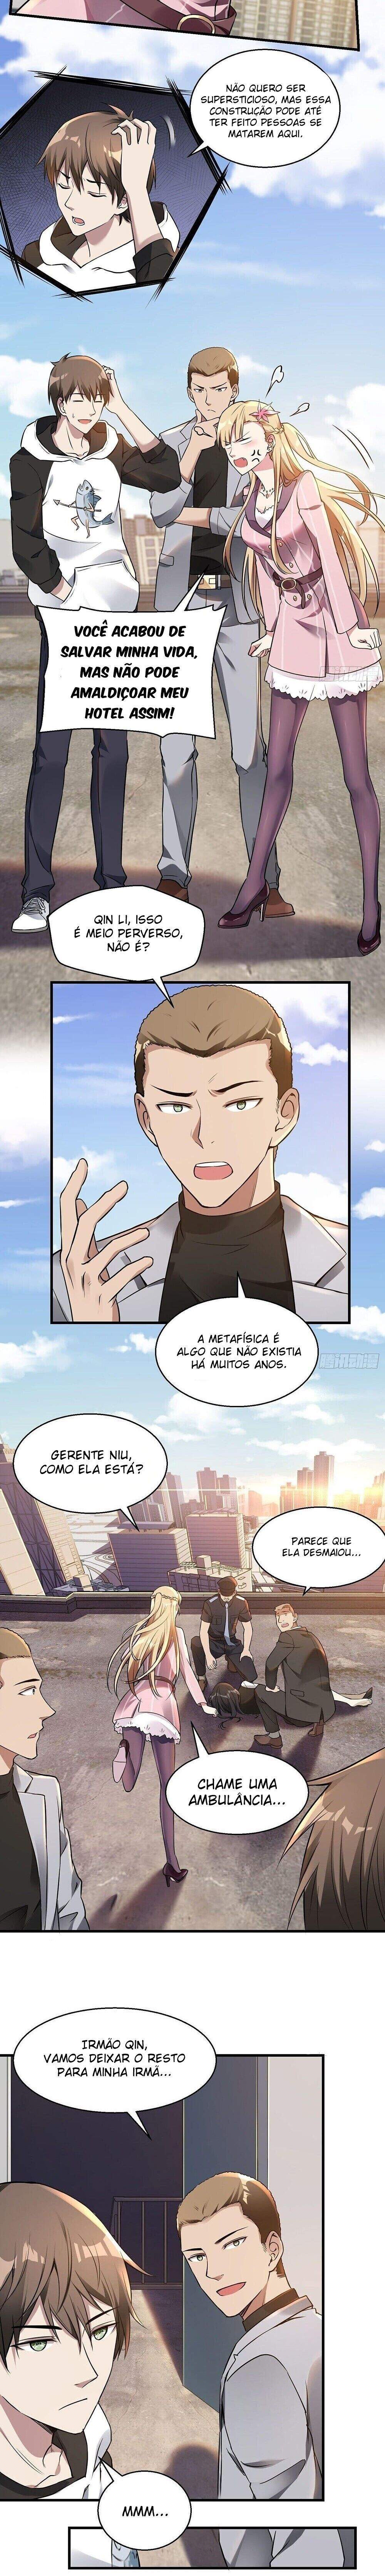 NÃO QUERO SER
SUPERSTICIOSO, MAS ESSA
CONSTRUÇÃO PODE ATÉ
TER FEITO PESSOAS SE
MATAREM AQUI.
VOCÊ ACABOU DE
SALVAR MINHA VIDA,
MAS NÃO PODE
AMALDIÇOAR MEU
HOTEL ASSIM!
QIN LI, ISSO
É MEIO PERVERSO,
NÃO É?
A METAFÍSICA É
ALGO QUE NÃO EXISTIA
HÁ MUITOS ANOS.
GERENTE NIU,
COMO ELA ESTÁ?
PARECE QUE
ELA DESMAIOU...
CHAME UMA
AMBULÂNCIA...
IRMÃO QIN,
VAMOS DEIXAR O RESTO
PARA MINHA IRMÃ...
MMM...